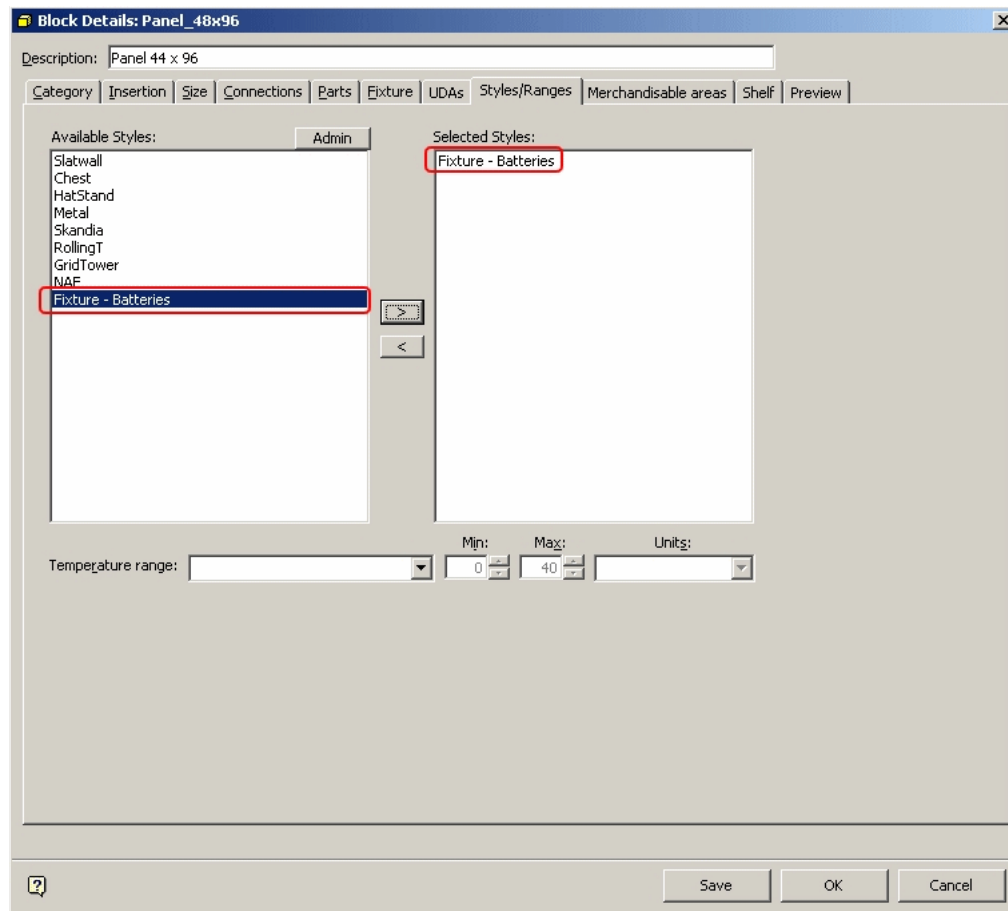 Block Details: Panel_48x96
Description: Panel 44 x 96
Category Insertion Size Connections Parts Fixture UDAs Styles/Ranges Merchandisable areas Shelf Preview
Available Styles: Admin Selected Styles:
Slatwall
Chest
HatStand
Metal
Skandia
RollingT
GridTower
NAF
Fixture - Batteries
Fixture - Batteries
>
<
Min: Max: Units:
Temperature range: 0 40
? Save OK Cancel